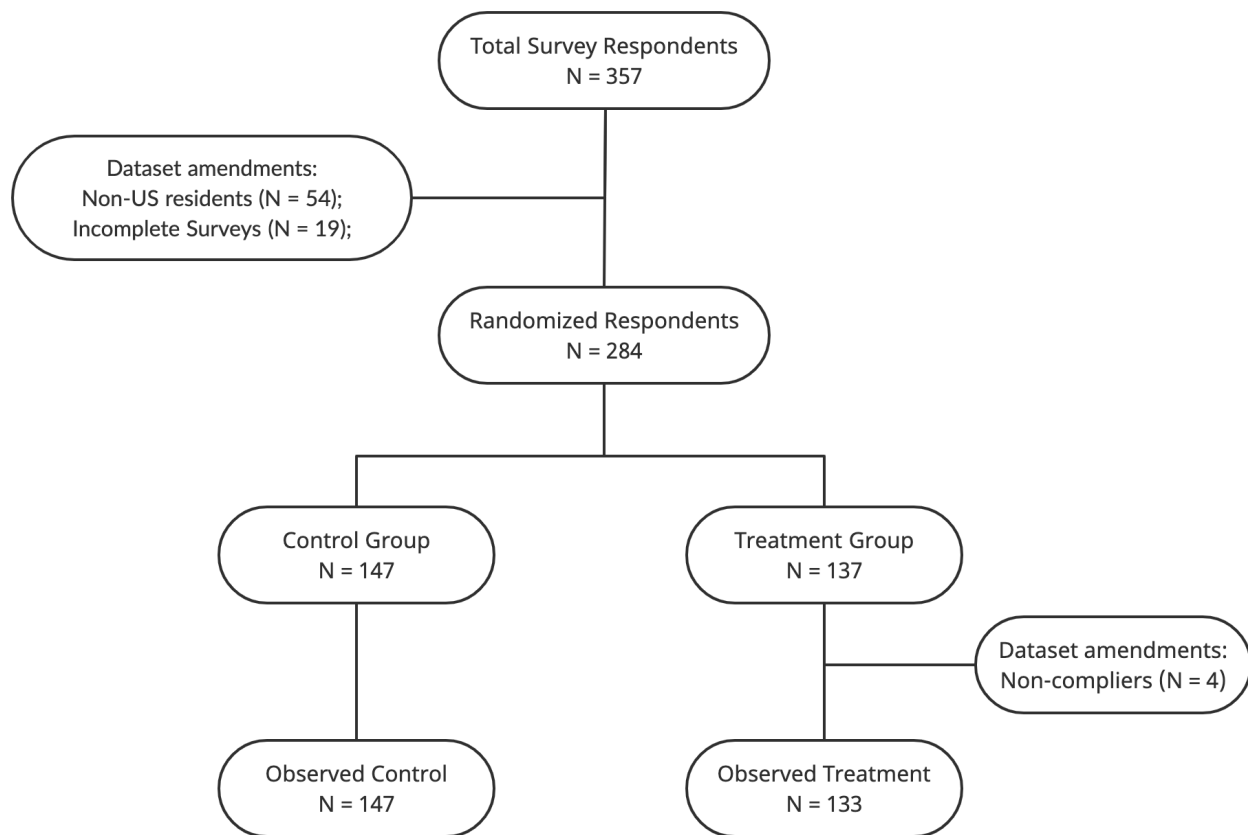 Total Survey Respondents
N = 357
Dataset amendments:
Non-US residents (N = 54);
Incomplete Surveys (N = 19);
Randomized Respondents
N = 284
Control Group
N = 147
Treatment Group
N = 137
Dataset amendments:
Non-compliers (N = 4)
Observed Control
N = 147
Observed Treatment
N = 133